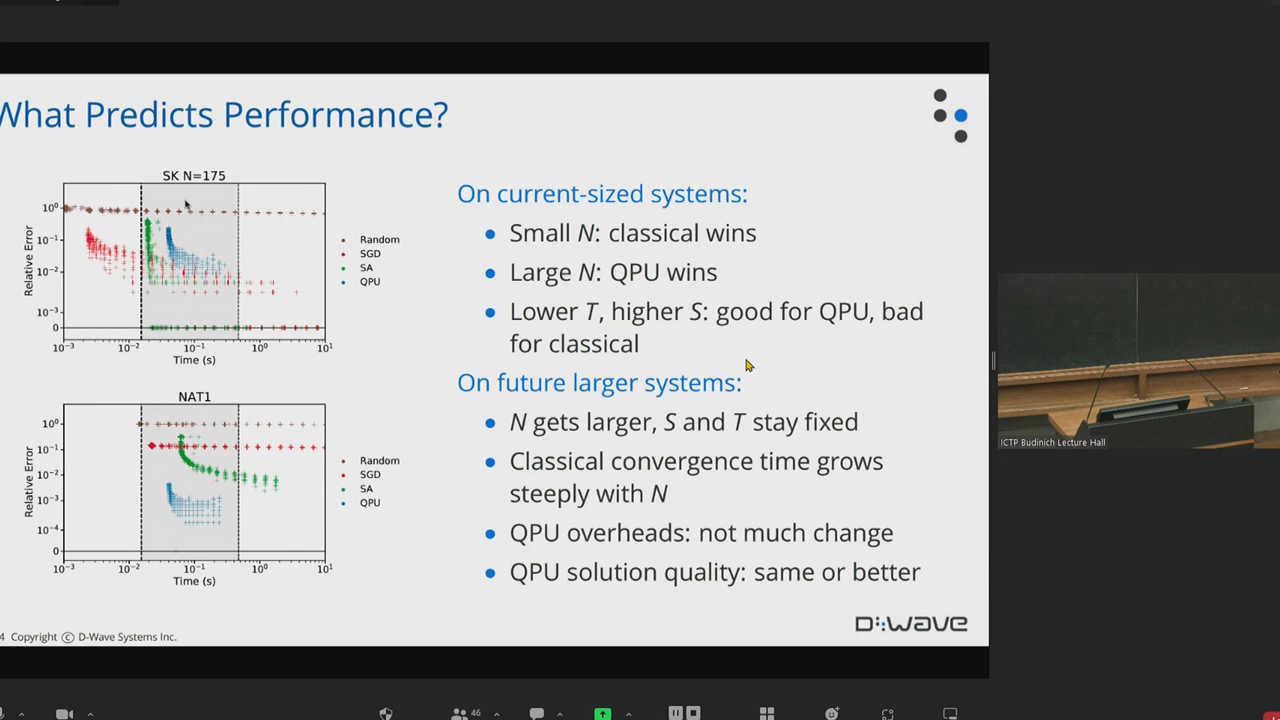 What Predicts Performance?
SK N=175
Relative Error
10⁰
10⁻¹
10⁻²
10⁻³
0
10⁻³ 10⁻² 10⁻¹ 10⁰ 10¹
Time (s)
Random
SGD
SA
QPU
NAT1
Relative Error
10⁰
10⁻¹
10⁻²
10⁻³
10⁻⁴
0
10⁻³ 10⁻² 10⁻¹ 10⁰ 10¹
Time (s)
Random
SGD
SA
QPU
On current-sized systems:
• Small N: classical wins
• Large N: QPU wins
• Lower T, higher S: good for QPU, bad
for classical
On future larger systems:
• N gets larger, S and T stay fixed
• Classical convergence time grows
steeply with N
• QPU overheads: not much change
• QPU solution quality: same or better
4 Copyright © D-Wave Systems Inc.
D:wave
ICTP Budinich Lecture Hall
46